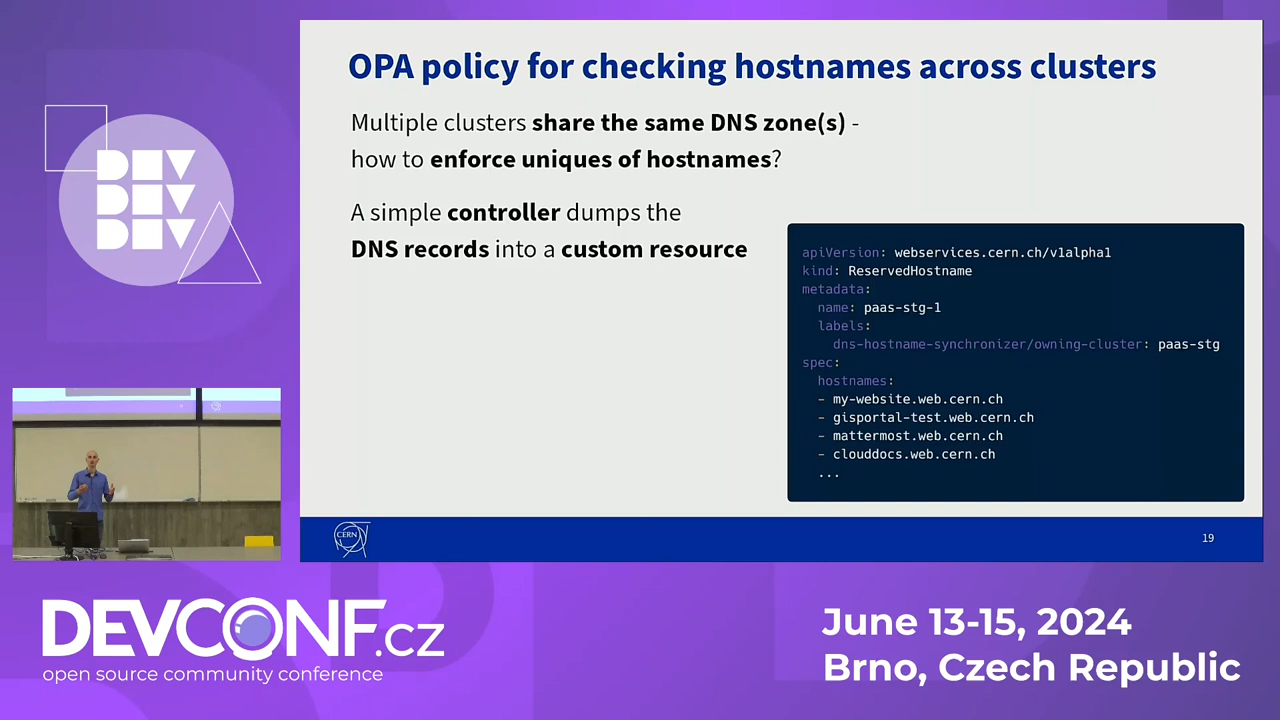 DEV
DEV
DEV
OPA policy for checking hostnames across clusters
Multiple clusters share the same DNS zone(s) -
how to enforce uniques of hostnames?
A simple controller dumps the
DNS records into a custom resource
apiVersion: webservices.cern.ch/v1alpha1
kind: ReservedHostname
metadata:
  name: paas-stg-1
  labels:
    dns-hostname-synchronizer/owning-cluster: paas-stg
spec:
  hostnames:
  - my-website.web.cern.ch
  - gisportal-test.web.cern.ch
  - mattermost.web.cern.ch
  - clouddocs.web.cern.ch
  ...
CERN
19
DEVCONF.cz
open source community conference
June 13-15, 2024
Brno, Czech Republic